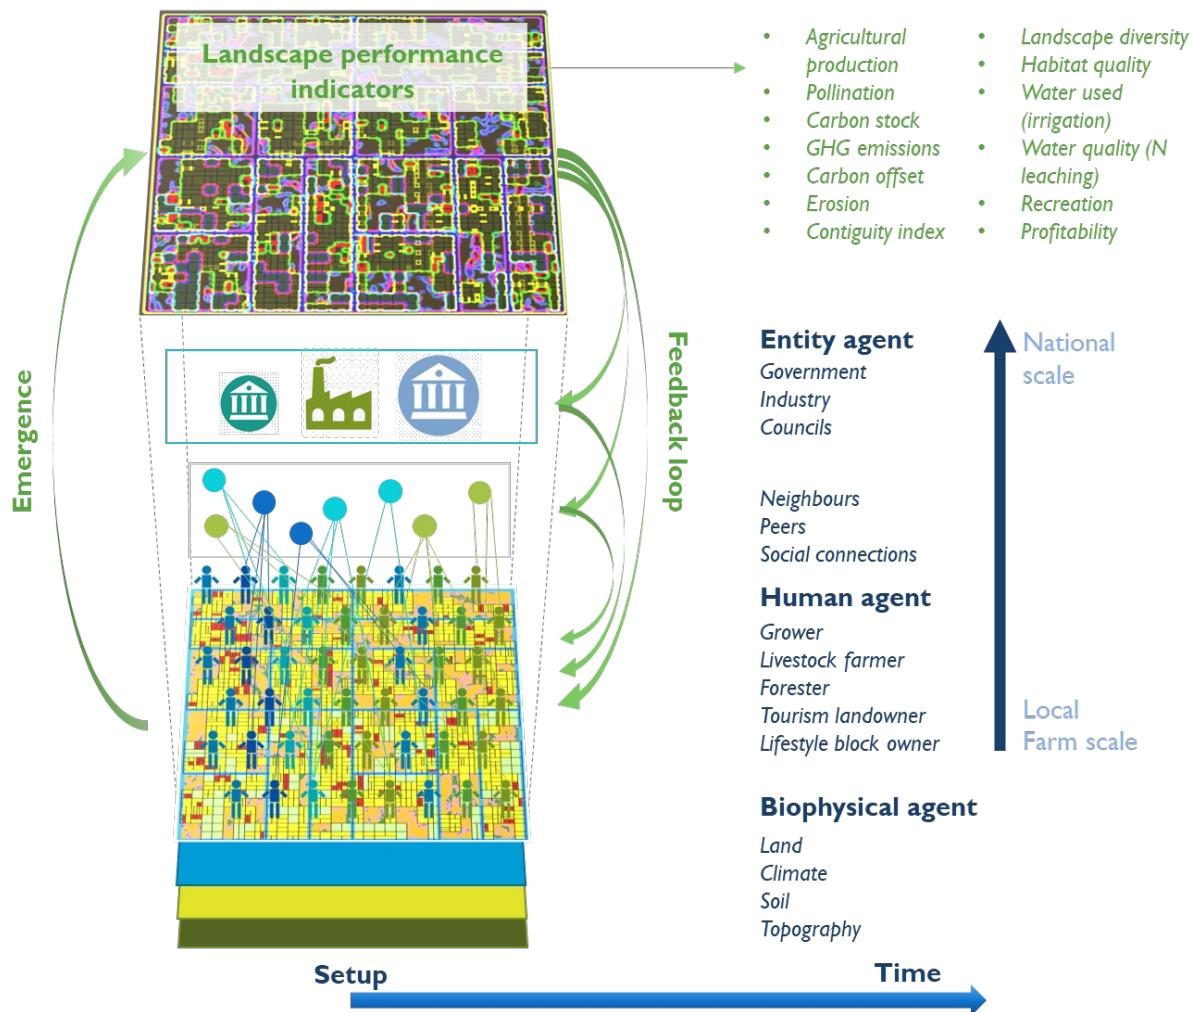 Landscape performance
indicators
• Agricultural
production
• Pollination
• Carbon stock
• GHG emissions
• Carbon offset
• Erosion
• Contiguity index
• Landscape diversity
• Habitat quality
• Water used
(irrigation)
• Water quality (N
leaching)
• Recreation
• Profitability
Emergence
Feedback loop
Entity agent
Government
Industry
Councils
Neighbours
Peers
Social connections
Human agent
Grower
Livestock farmer
Forester
Tourism landowner
Lifestyle block owner
Biophysical agent
Land
Climate
Soil
Topography
National
scale
Local
Farm scale
Setup
Time